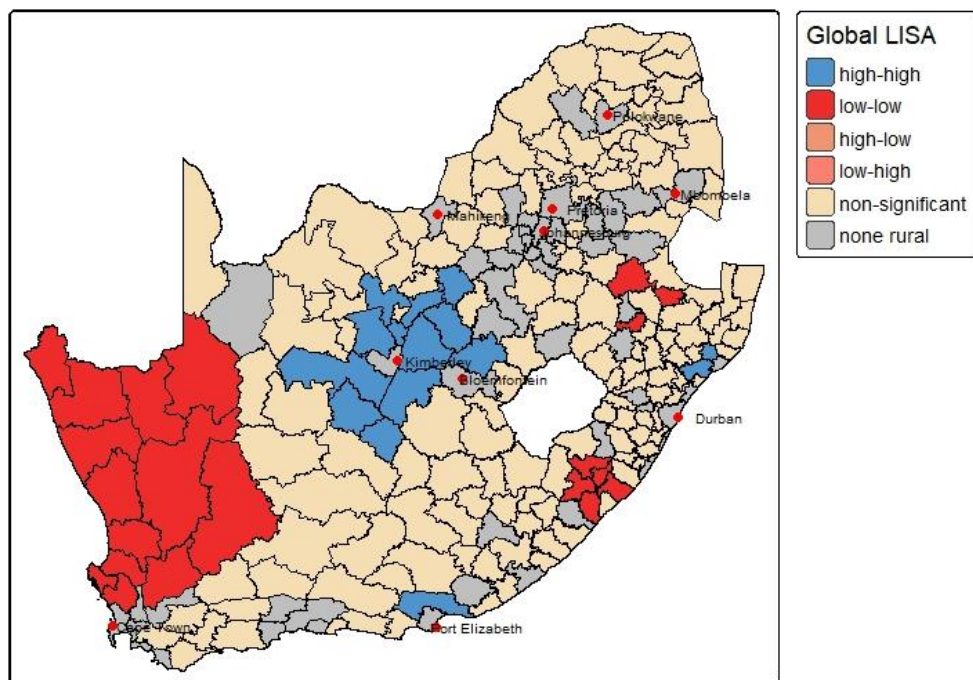 Global LISA
high-high
low-low
high-low
low-high
non-significant
none rural
Polokwane
Mbombela
Pretoria
Mahikeng
Johannesburg
Kimberley
Bloemfontein
Durban
Cape Town
Port Elizabeth